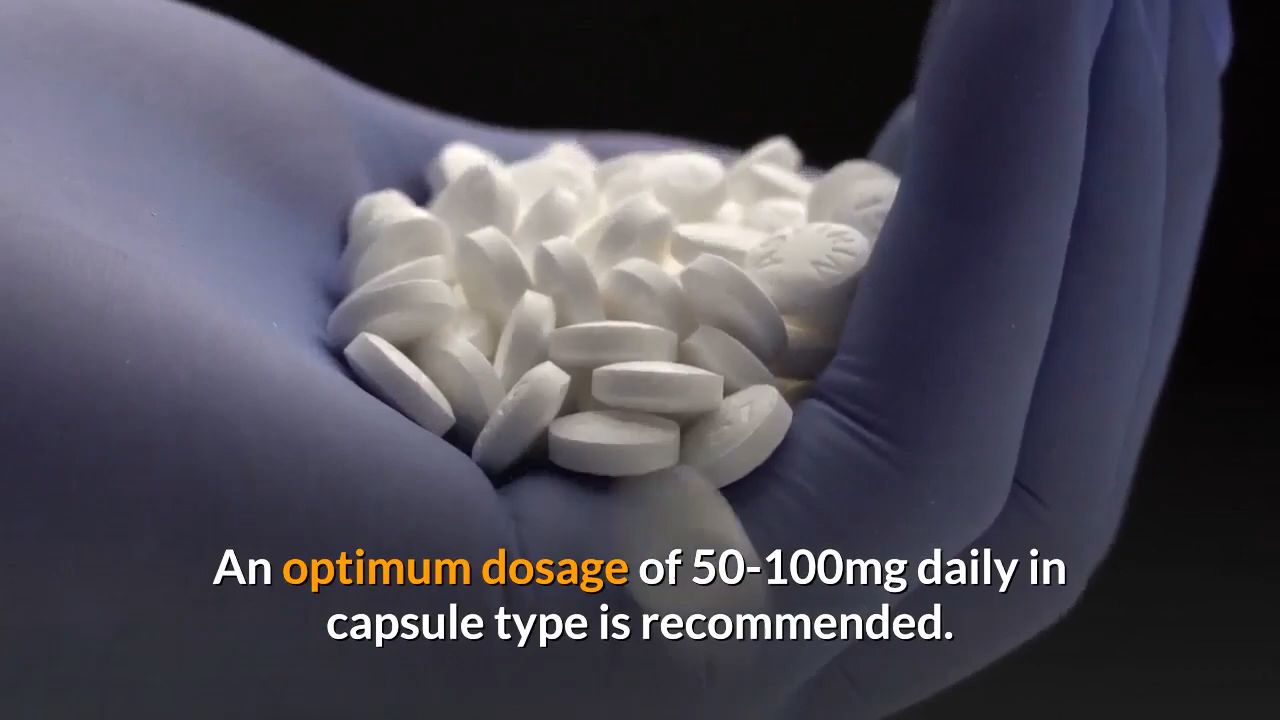 An optimum dosage of 50-100mg daily in
capsule type is recommended.